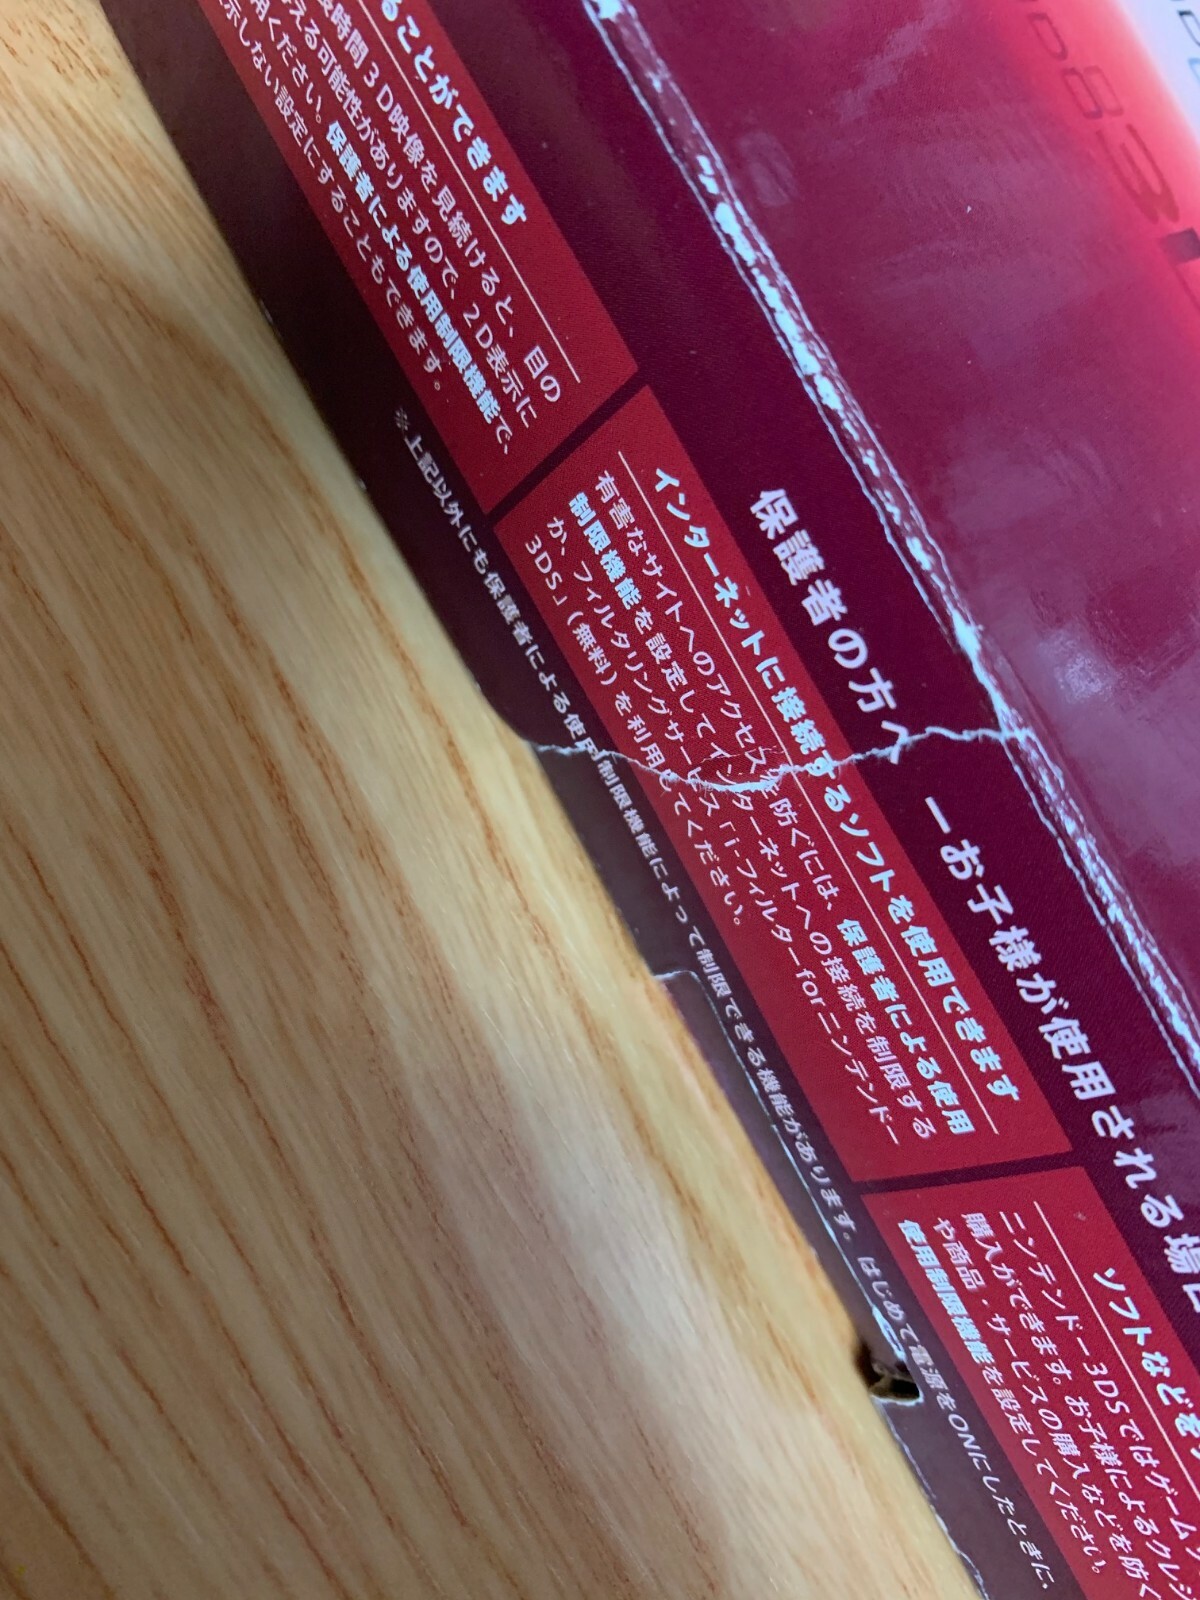 保護者の方へ ーお子様が使用される場
ることができます
時間3D映像を見続けると、目の
える可能性がありますので、2D表示に
ください。保護者による使用制限機能で、
示しない設定にすることもできます。
インターネットに接続するソフトを使用できます
有害なサイトへのアクセスを防ぐには、保護者による使用
制限機能を設定してインターネットへの接続を制限する
か、フィルタリングサービス「i-フィルターforニンテンドー
3DS」(無料)を利用してください。
ソフトなどを
ニンテンドー3DSではゲーム
購入ができます。お子様によるクレジ
や商品・サービスの購入などを防ぐ
使用制限機能を設定してください。
※上記以外にも保護者による使用制限機能によって制限できる機能があります。はじめて電源をONにしたときに、